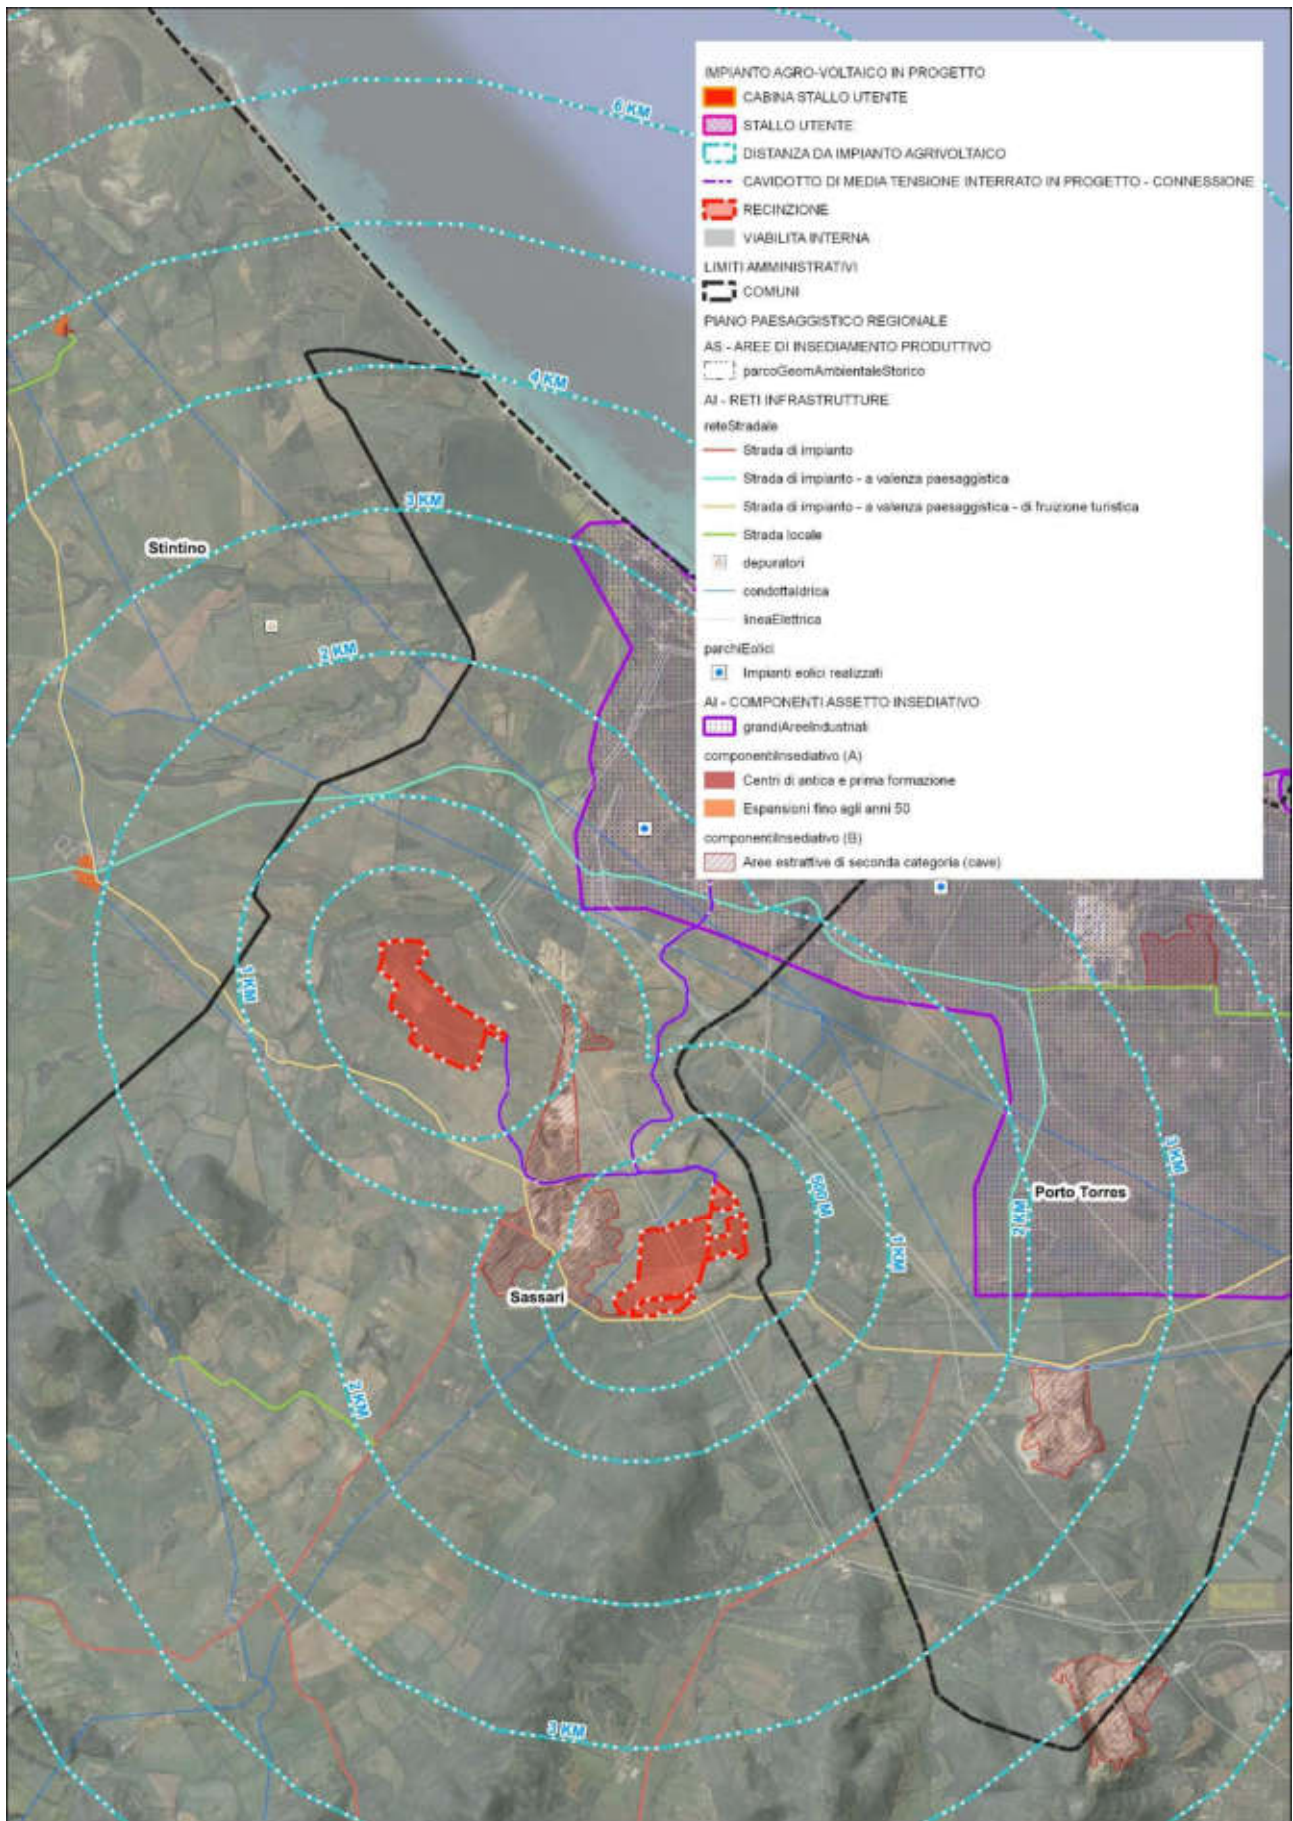 6 KM
IMPIANTO AGRO-VOLTAICO IN PROGETTO
CABINA STALLO UTENTE
STALLO UTENTE
DISTANZA DA IMPIANTO AGRIVOLTAICO
CAVIDOTTO DI MEDIA TENSIONE INTERRATO IN PROGETTO - CONNESSIONE
RECINZIONE
VIABILITA INTERNA
LIMITI AMMINISTRATIVI
COMUNI
PIANO PAESAGGISTICO REGIONALE
AS - AREE DI INSEDIAMENTO PRODUTTIVO
parcoGeomAmbientaleStorico
AI - RETI INFRASTRUTTURE
reteStradale
Strada di impianto
Strada di impianto - a valenza paesaggistica
Strada di impianto - a valenza paesaggistica - di fruizione turistica
Strada locale
depuratori
condottaIdrica
lineaElettrica
parchiEolici
Impianti eolici realizzati
AI - COMPONENTI ASSETTO INSEDIATIVO
grandiAreeIndustriali
componentiInsediativo (A)
Centri di antica e prima formazione
Espansioni fino agli anni 50
componentiInsediativo (B)
Aree estrattive di seconda categoria (cave)
4 KM
3 KM
Stintino
2 KM
1 KM
3 KM
500 M
Porto Torres
2 KM
1 KM
Sassari
2 KM
3 KM